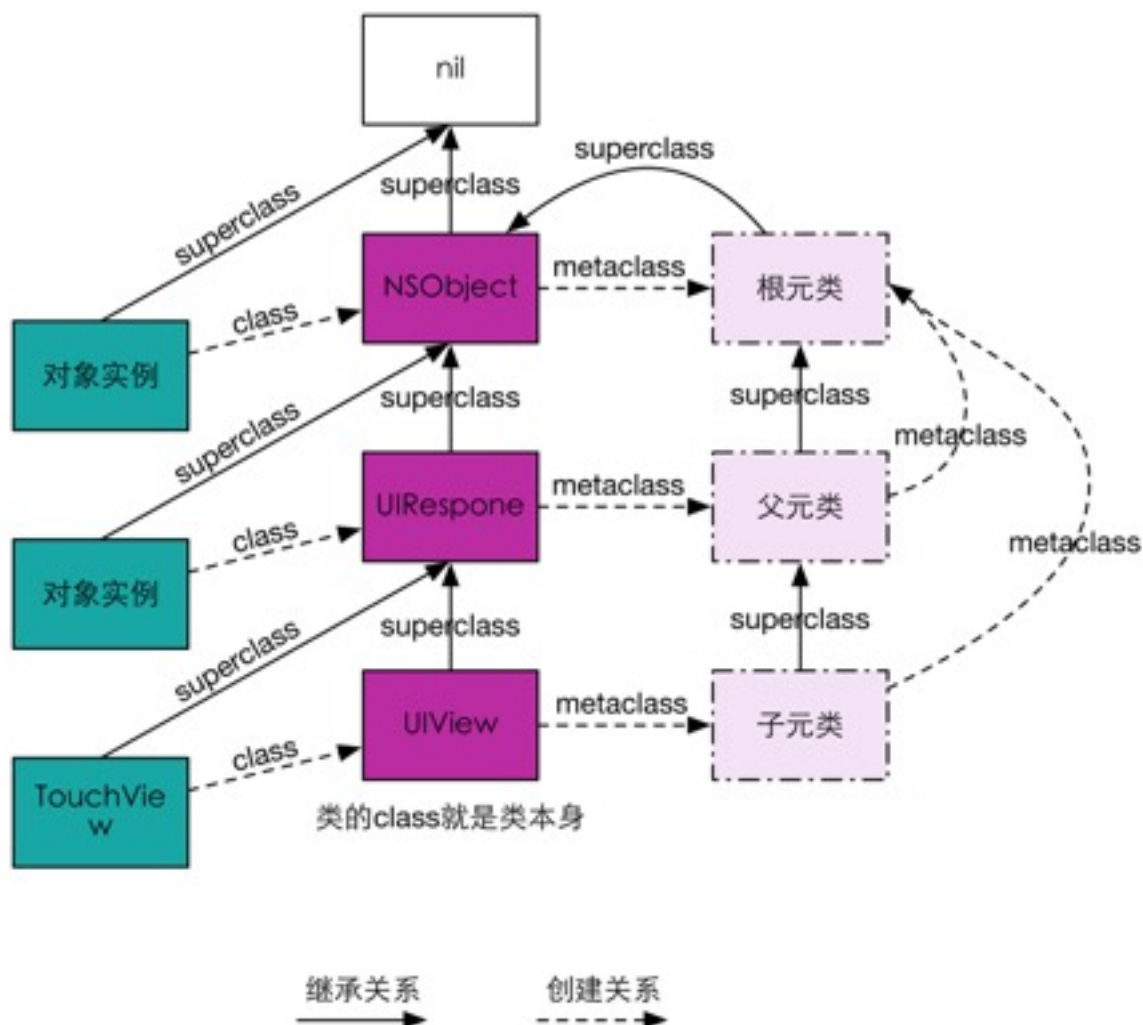 nil
superclass
superclass
superclass
NSObject
metaclass
根元类
class
对象实例
superclass
superclass
superclass
metaclass
UIRespone
metaclass
父元类
class
对象实例
metaclass
superclass
superclass
superclass
UIView
metaclass
子元类
class
TouchVie
w
类的class就是类本身
继承关系
创建关系